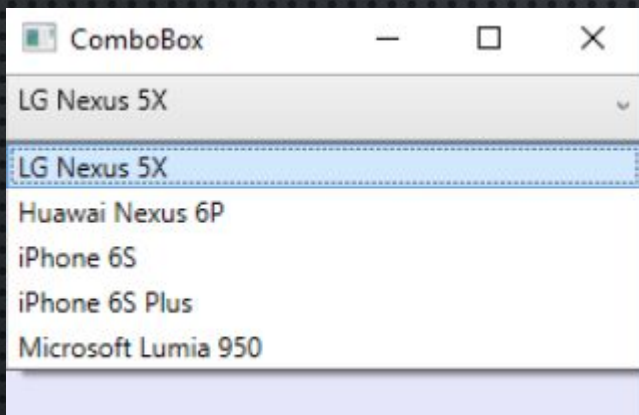 ComboBox
LG Nexus 5X
LG Nexus 5X
Huawai Nexus 6P
iPhone 6S
iPhone 6S Plus
Microsoft Lumia 950